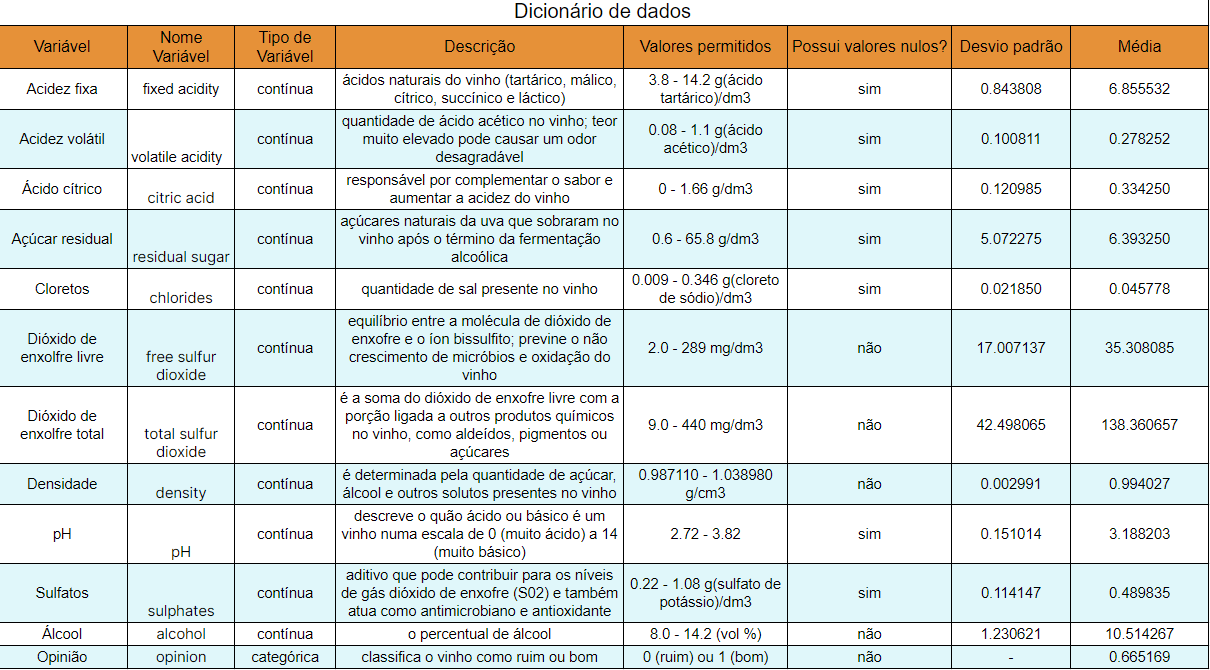 Dicionário de dados
Variável Nome Variável Tipo de Variável Descrição Valores permitidos Possui valores nulos? Desvio padrão Média
Acidez fixa fixed acidity contínua ácidos naturais do vinho (tartárico, málico, cítrico, succínico e láctico) 3.8 - 14.2 g(ácido tartárico)/dm3 sim 0.843808 6.855532
Acidez volátil volatile acidity contínua quantidade de ácido acético no vinho; teor muito elevado pode causar um odor desagradável 0.08 - 1.1 g(ácido acético)/dm3 sim 0.100811 0.278252
Ácido cítrico citric acid contínua responsável por complementar o sabor e aumentar a acidez do vinho 0 - 1.66 g/dm3 sim 0.120985 0.334250
Açúcar residual residual sugar contínua açúcares naturais da uva que sobraram no vinho após o término da fermentação alcoólica 0.6 - 65.8 g/dm3 sim 5.072275 6.393250
Cloretos chlorides contínua quantidade de sal presente no vinho 0.009 - 0.346 g(cloreto de sódio)/dm3 sim 0.021850 0.045778
Dióxido de enxolfre livre free sulfur dioxide contínua equilíbrio entre a molécula de dióxido de enxofre e o íon bissulfito; previne o não crescimento de micróbios e oxidação do vinho 2.0 - 289 mg/dm3 não 17.007137 35.308085
Dióxido de enxolfre total total sulfur dioxide contínua é a soma do dióxido de enxofre livre com a porção ligada a outros produtos químicos no vinho, como aldeídos, pigmentos ou açúcares 9.0 - 440 mg/dm3 não 42.498065 138.360657
Densidade density contínua é determinada pela quantidade de açúcar, álcool e outros solutos presentes no vinho 0.987110 - 1.038980 g/cm3 não 0.002991 0.994027
pH pH contínua descreve o quão ácido ou básico é um vinho numa escala de 0 (muito ácido) a 14 (muito básico) 2.72 - 3.82 sim 0.151014 3.188203
Sulfatos sulphates contínua aditivo que pode contribuir para os níveis de gás dióxido de enxofre (S02) e também atua como antimicrobiano e antioxidante 0.22 - 1.08 g(sulfato de potássio)/dm3 sim 0.114147 0.489835
Álcool alcohol contínua o percentual de álcool 8.0 - 14.2 (vol %) não 1.230621 10.514267
Opinião opinion categórica classifica o vinho como ruim ou bom 0 (ruim) ou 1 (bom) não - 0.665169